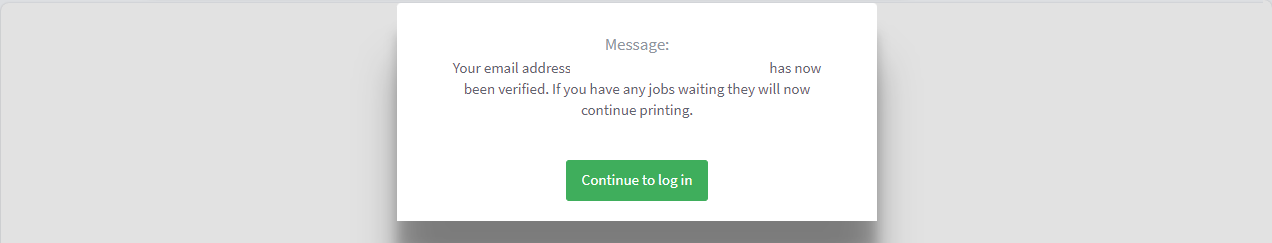 Message:
Your email address has now
been verified. If you have any jobs waiting they will now
continue printing.
Continue to log in